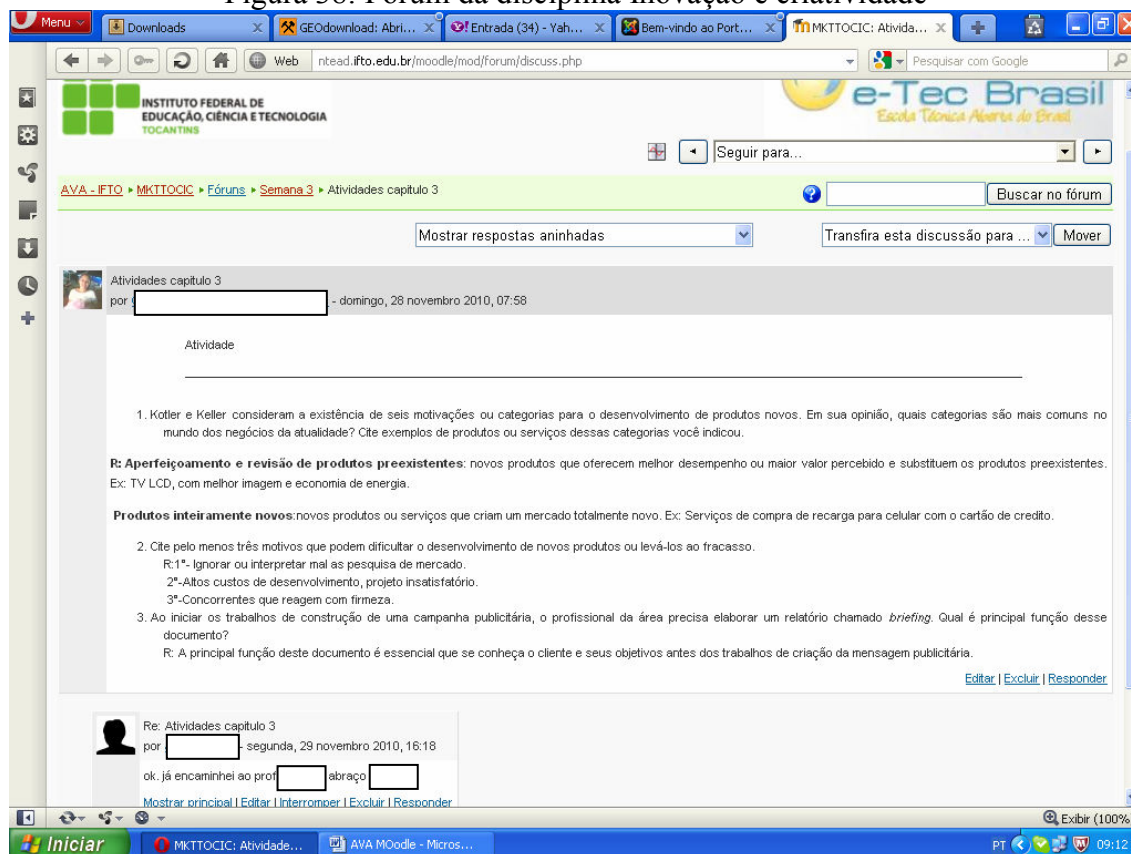 Figura 38: Fórum da disciplina Inovação e criatividade
Menu
Downloads
GEOdownload: Abri...
Entrada (34) - Yah...
Bem-vindo ao Port...
MKTTOCIC: Ativida...
Web
ntead.ifto.edu.br/moodle/mod/forum/discuss.php
Pesquisar com Google
INSTITUTO FEDERAL DE
EDUCAÇÃO, CIÊNCIA E TECNOLOGIA
TOCANTINS
e-Tec Brasil
Escola Técnica Aberta do Brasil
Seguir para...
AVA - IFTO ▸ MKTTOCIC ▸ Fóruns ▸ Semana 3 ▸ Atividades capitulo 3
Buscar no fórum
Mostrar respostas aninhadas
Transfira esta discussão para ...
Mover
Atividades capitulo 3
por - domingo, 28 novembro 2010, 07:58
Atividade
1. Kotler e Keller consideram a existência de seis motivações ou categorias para o desenvolvimento de produtos novos. Em sua opinião, quais categorias são mais comuns no
mundo dos negócios da atualidade? Cite exemplos de produtos ou serviços dessas categorias você indicou.
R: Aperfeiçoamento e revisão de produtos preexistentes: novos produtos que oferecem melhor desempenho ou maior valor percebido e substituem os produtos preexistentes.
Ex: TV LCD, com melhor imagem e economia de energia.
Produtos inteiramente novos:novos produtos ou serviços que criam um mercado totalmente novo. Ex: Serviços de compra de recarga para celular com o cartão de credito.
2. Cite pelo menos três motivos que podem dificultar o desenvolvimento de novos produtos ou levá-los ao fracasso.
R:1ª- Ignorar ou interpretar mal as pesquisa de mercado.
2ª-Altos custos de desenvolvimento, projeto insatisfatório.
3ª-Concorrentes que reagem com firmeza.
3. Ao iniciar os trabalhos de construção de uma campanha publicitária, o profissional da área precisa elaborar um relatório chamado briefing. Qual é principal função desse
documento?
R: A principal função deste documento é essencial que se conheça o cliente e seus objetivos antes dos trabalhos de criação da mensagem publicitária.
Editar | Excluir | Responder
Re: Atividades capitulo 3
por - segunda, 29 novembro 2010, 16:18
ok. já encaminhei ao prof abraço
Mostrar principal | Editar | Interromper | Excluir | Responder
Exibir (100%
Iniciar
MKTTOCIC: Atividade...
AVA MOodle - Micros...
PT
09:12